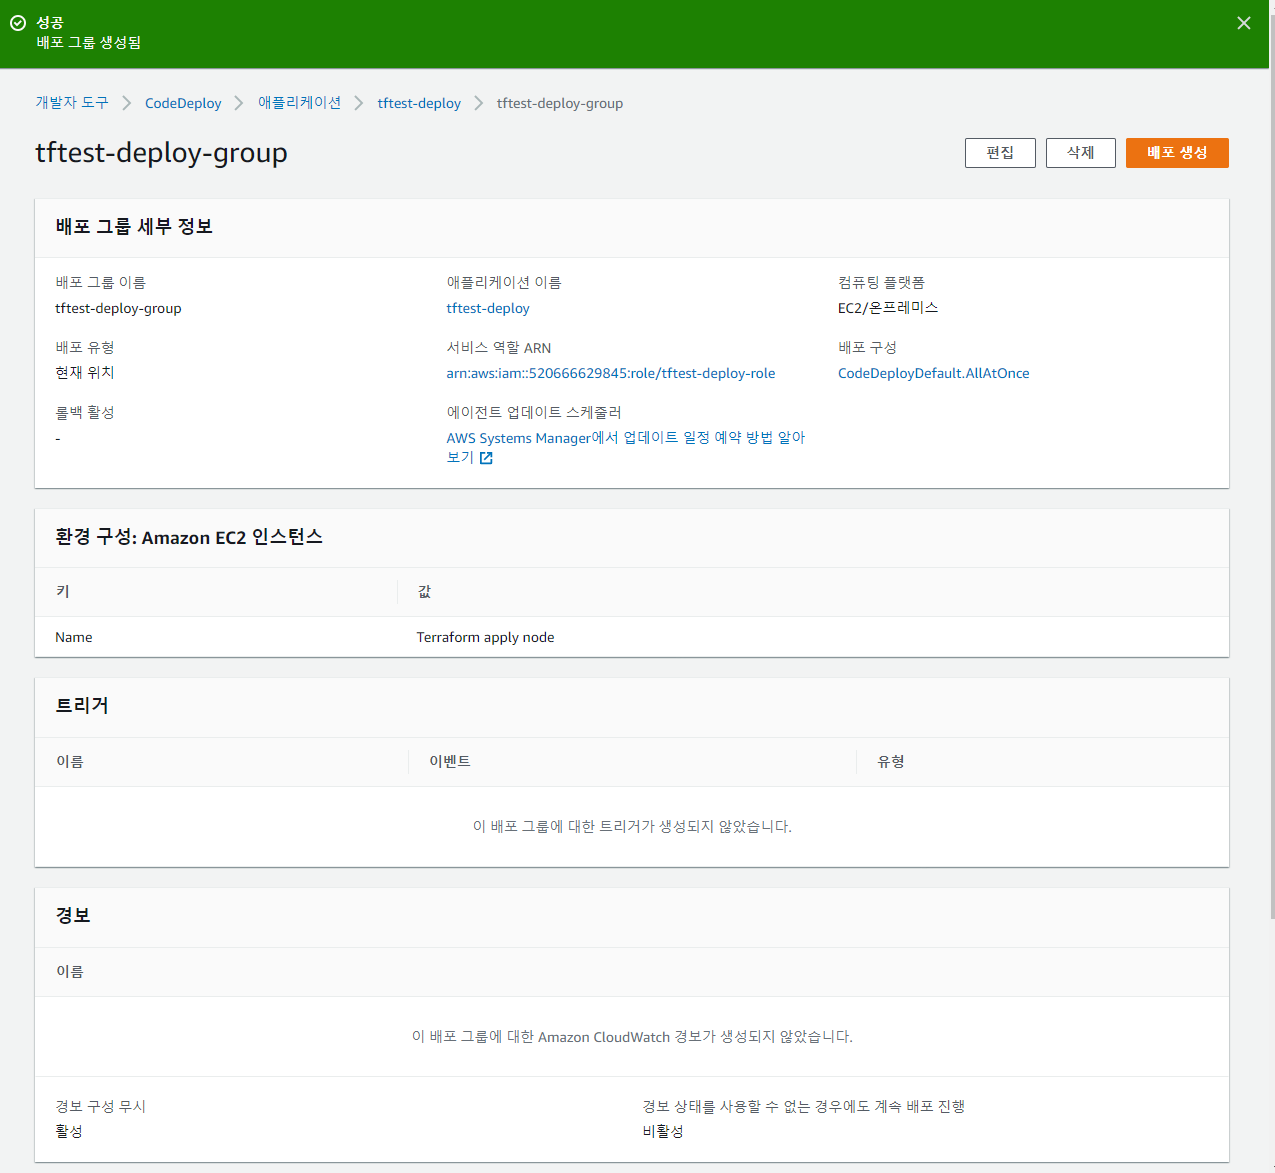 성공
배포 그룹 생성됨
개발자 도구 > CodeDeploy > 애플리케이션 > tftest-deploy > tftest-deploy-group
tftest-deploy-group
편집 삭제 배포 생성
배포 그룹 세부 정보
배포 그룹 이름 애플리케이션 이름 컴퓨팅 플랫폼
tftest-deploy-group tftest-deploy EC2/온프레미스
배포 유형 서비스 역할 ARN 배포 구성
현재 위치 arn:aws:iam::520666629845:role/tftest-deploy-role CodeDeployDefault.AllAtOnce
롤백 활성 에이전트 업데이트 스케줄러
- AWS Systems Manager에서 업데이트 일정 예약 방법 알아
보기
환경 구성: Amazon EC2 인스턴스
키 값
Name Terraform apply node
트리거
이름 이벤트 유형
이 배포 그룹에 대한 트리거가 생성되지 않았습니다.
경보
이름
이 배포 그룹에 대한 Amazon CloudWatch 경보가 생성되지 않았습니다.
경보 구성 무시 경보 상태를 사용할 수 없는 경우에도 계속 배포 진행
활성 비활성